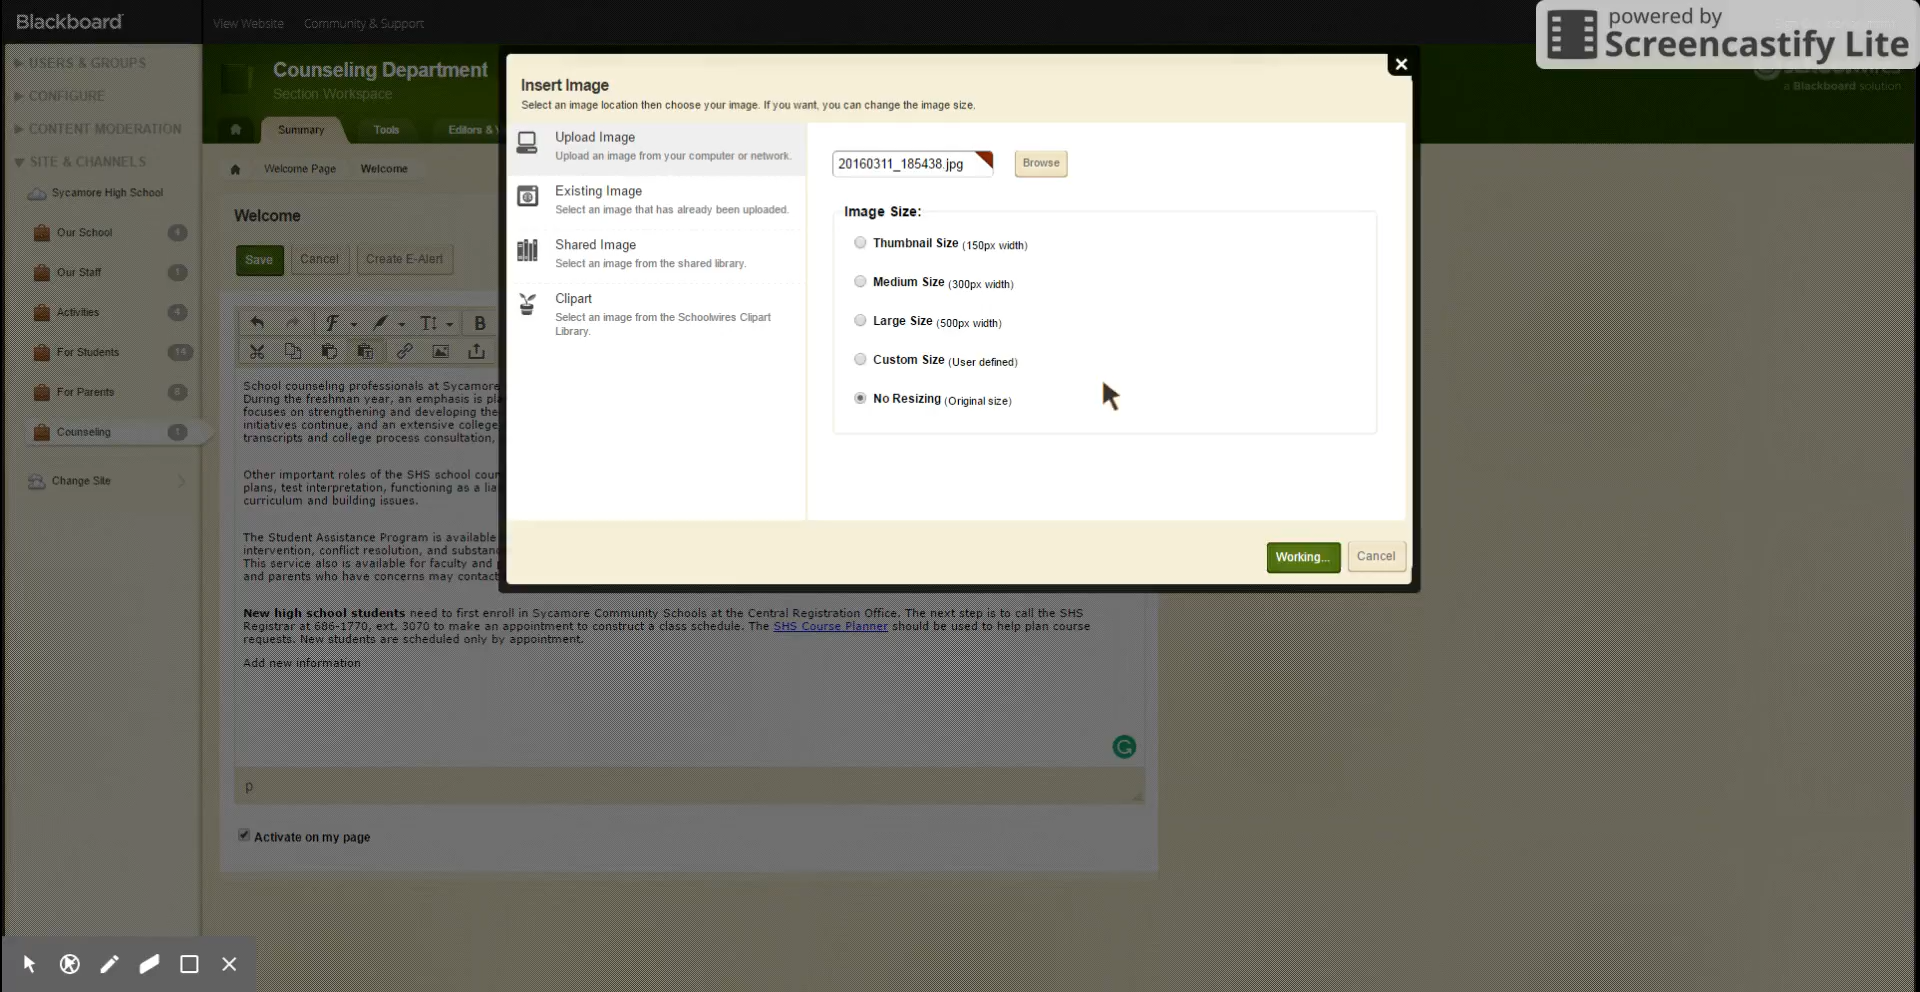 Blackboard
View Website
Community & Support
powered by
Screencastify Lite
a Blackboard solution
USERS & GROUPS
CONFIGURE
CONTENT MODERATION
SITE & CHANNELS
Sycamore High School
Our School 4
Our Staff 1
Activities 4
For Students 14
For Parents 8
Counseling 1
Change Site
Counseling Department
Section Workspace
Summary
Tools
Editors &
Welcome Page
Welcome
Welcome
Save
Cancel
Create E-Alert
B
School counseling professionals at Sycamore
During the freshman year, an emphasis is
focuses on strengthening and developing the
initiatives continue, and an extensive college
transcripts and college process consultation,
Other important roles of the SHS school
plans, test interpretation, functioning as a
curriculum and building issues.
The Student Assistance Program is available
intervention, conflict resolution, and
This service also is available for faculty and
and parents who have concerns may contact
New high school students need to first enroll in Sycamore Community Schools at the Central Registration Office. The next step is to call the SHS
Registrar at 686-1770, ext. 3070 to make an appointment to construct a class schedule. The SHS Course Planner should be used to help plan course
requests. New students are scheduled only by appointment.
Add new information
p
Activate on my page
Insert Image
Select an image location then choose your image. If you want, you can change the image size.
Upload Image
Upload an image from your computer or network.
Existing Image
Select an image that has already been uploaded.
Shared Image
Select an image from the shared library.
Clipart
Select an image from the Schoolwires Clipart
Library.
20160311_185438.jpg
Browse
Image Size:
Thumbnail Size (150px width)
Medium Size (300px width)
Large Size (500px width)
Custom Size (User defined)
No Resizing (Original size)
Working...
Cancel